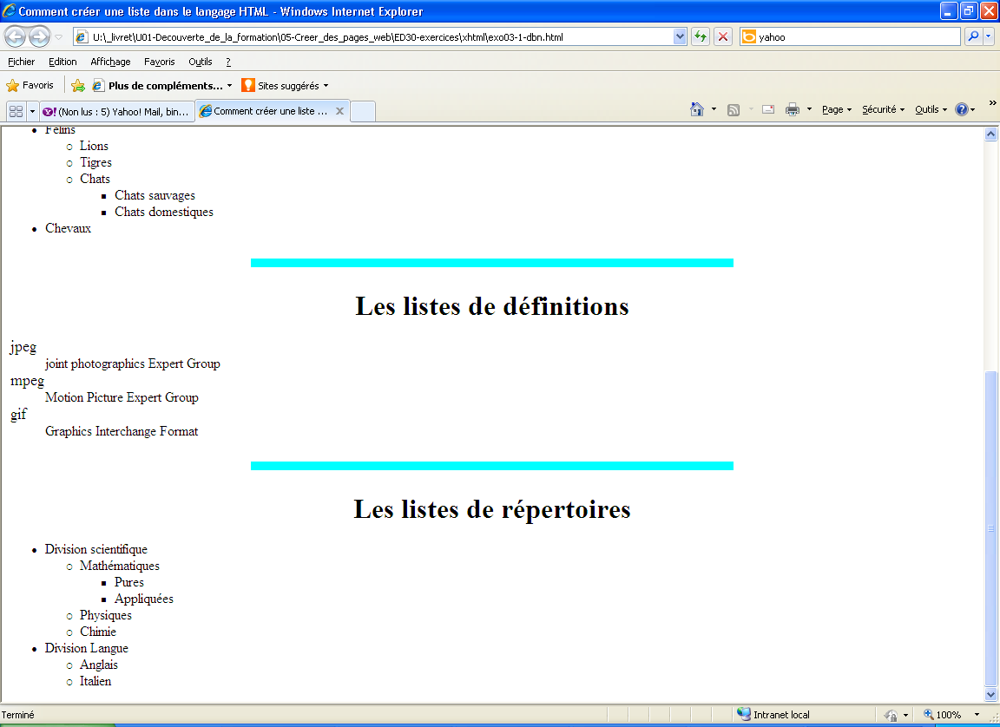 Comment créer une liste dans le langage HTML - Windows Internet Explorer
U:\_livret\U01-Decouverte_de_la_formation\05-Creer_des_pages_web\ED30-exercices\xhtml\exo03-1-dbn.html
yahoo
Fichier Edition Affichage Favoris Outils ?
Favoris Plus de compléments... Sites suggérés
(Non lus : 5) Yahoo! Mail, bin... Comment créer une liste ... Page Sécurité Outils
Félins
Lions
Tigres
Chats
Chats sauvages
Chats domestiques
Chevaux
Les listes de définitions
jpeg
joint photographics Expert Group
mpeg
Motion Picture Expert Group
gif
Graphics Interchange Format
Les listes de répertoires
Division scientifique
Mathématiques
Pures
Appliquées
Physiques
Chimie
Division Langue
Anglais
Italien
Terminé Intranet local 100%